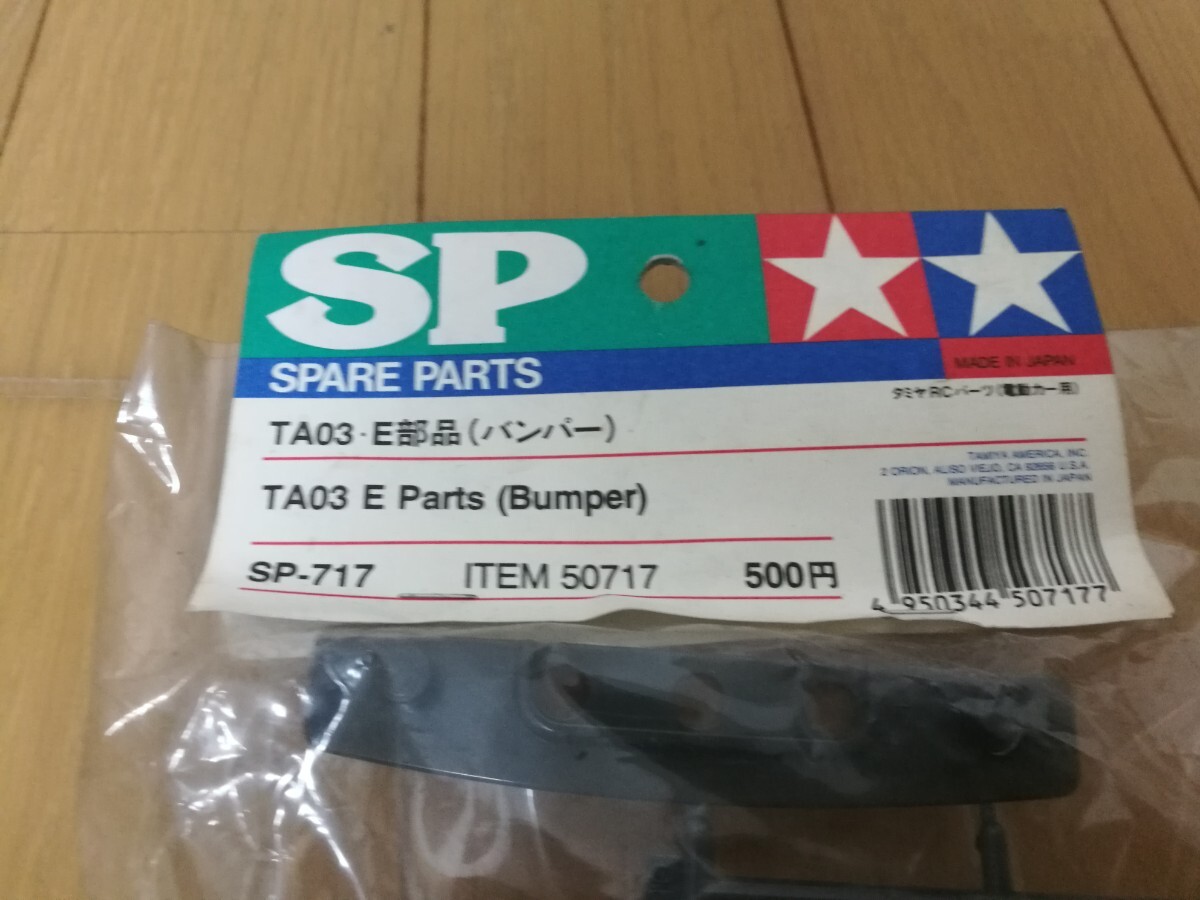 SP
SPARE PARTS
MADE IN JAPAN
タミヤRCパーツ(電動カー用)
TA03・E部品(バンパー)
TAMIYA AMERICA, INC.
2 ORION, ALISO VIEJO, CA 92656 U.S.A.
MANUFACTURED IN JAPAN
TA03 E Parts (Bumper)
SP-717 ITEM 50717 500円
4 950344 507177